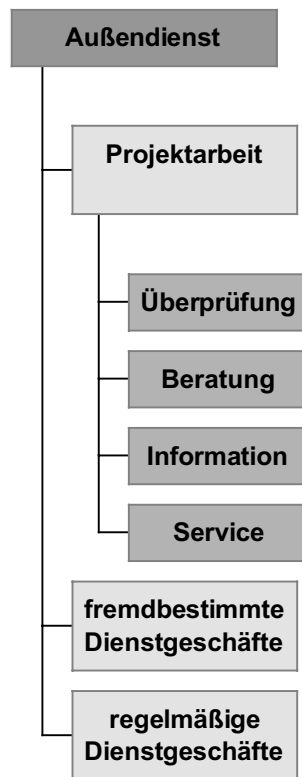 Außendienst
Projektarbeit
Überprüfung
Beratung
Information
Service
fremdbestimmte
Dienstgeschäfte
regelmäßige
Dienstgeschäfte